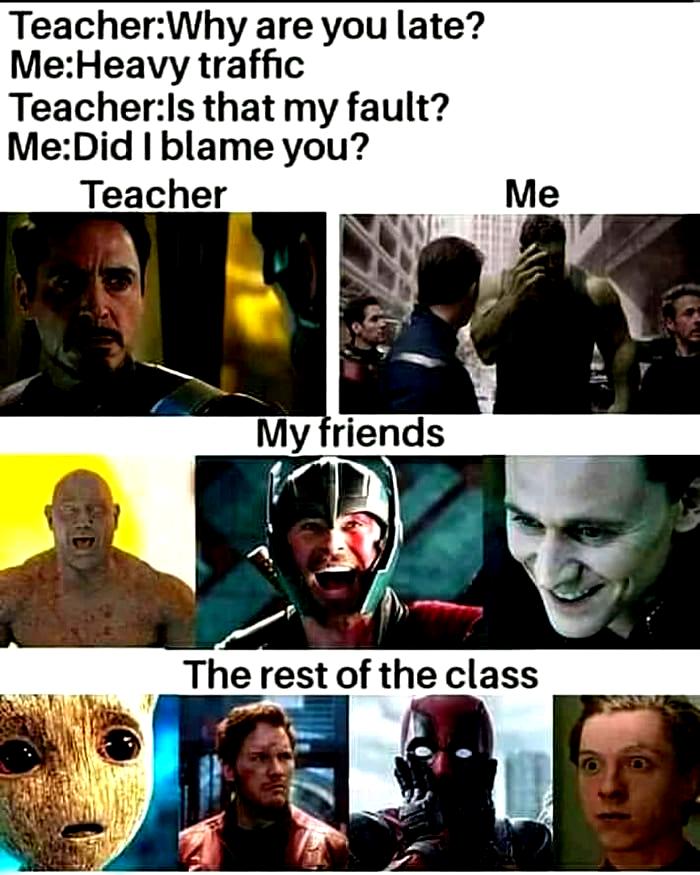 Teacher:Why are you late?
Me:Heavy traffic
Teacher:Is that my fault?
Me:Did I blame you?
Teacher
Me
My friends
The rest of the class